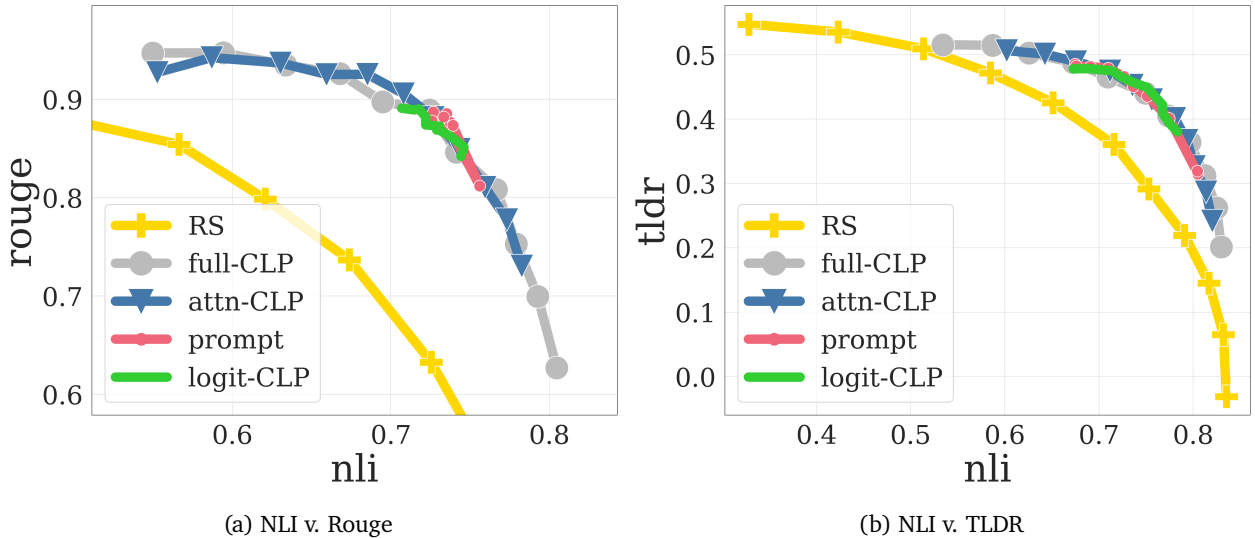 rouge
0.9
0.8
0.7
0.6
RS
full-CLP
attn-CLP
prompt
logit-CLP
0.6
0.7
0.8
nli
(a) NLI v. Rouge
tldr
0.5
0.4
0.3
0.2
0.1
0.0
RS
full-CLP
attn-CLP
prompt
logit-CLP
0.4
0.5
0.6
0.7
0.8
nli
(b) NLI v. TLDR